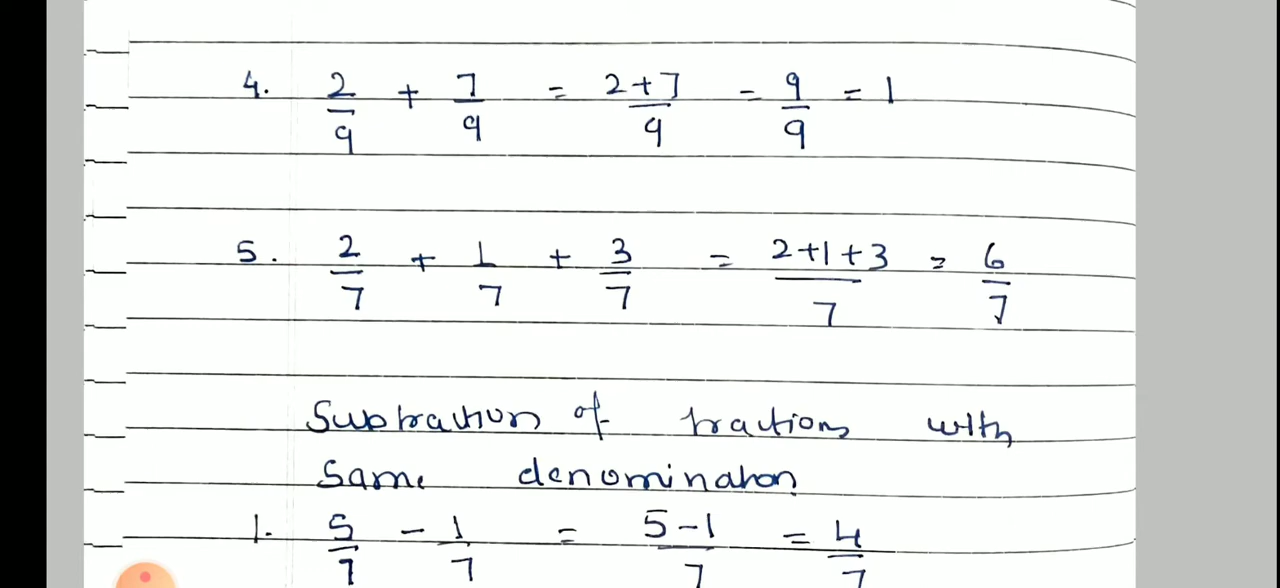 4. 2/9 + 7/9 = 2+7/9 = 9/9 = 1
5. 2/7 + 1/7 + 3/7 = 2+1+3/7 = 6/7
Subtraction of fractions with
same denominaton
1. 5/7 - 1/7 = 5-1/7 = 4/7